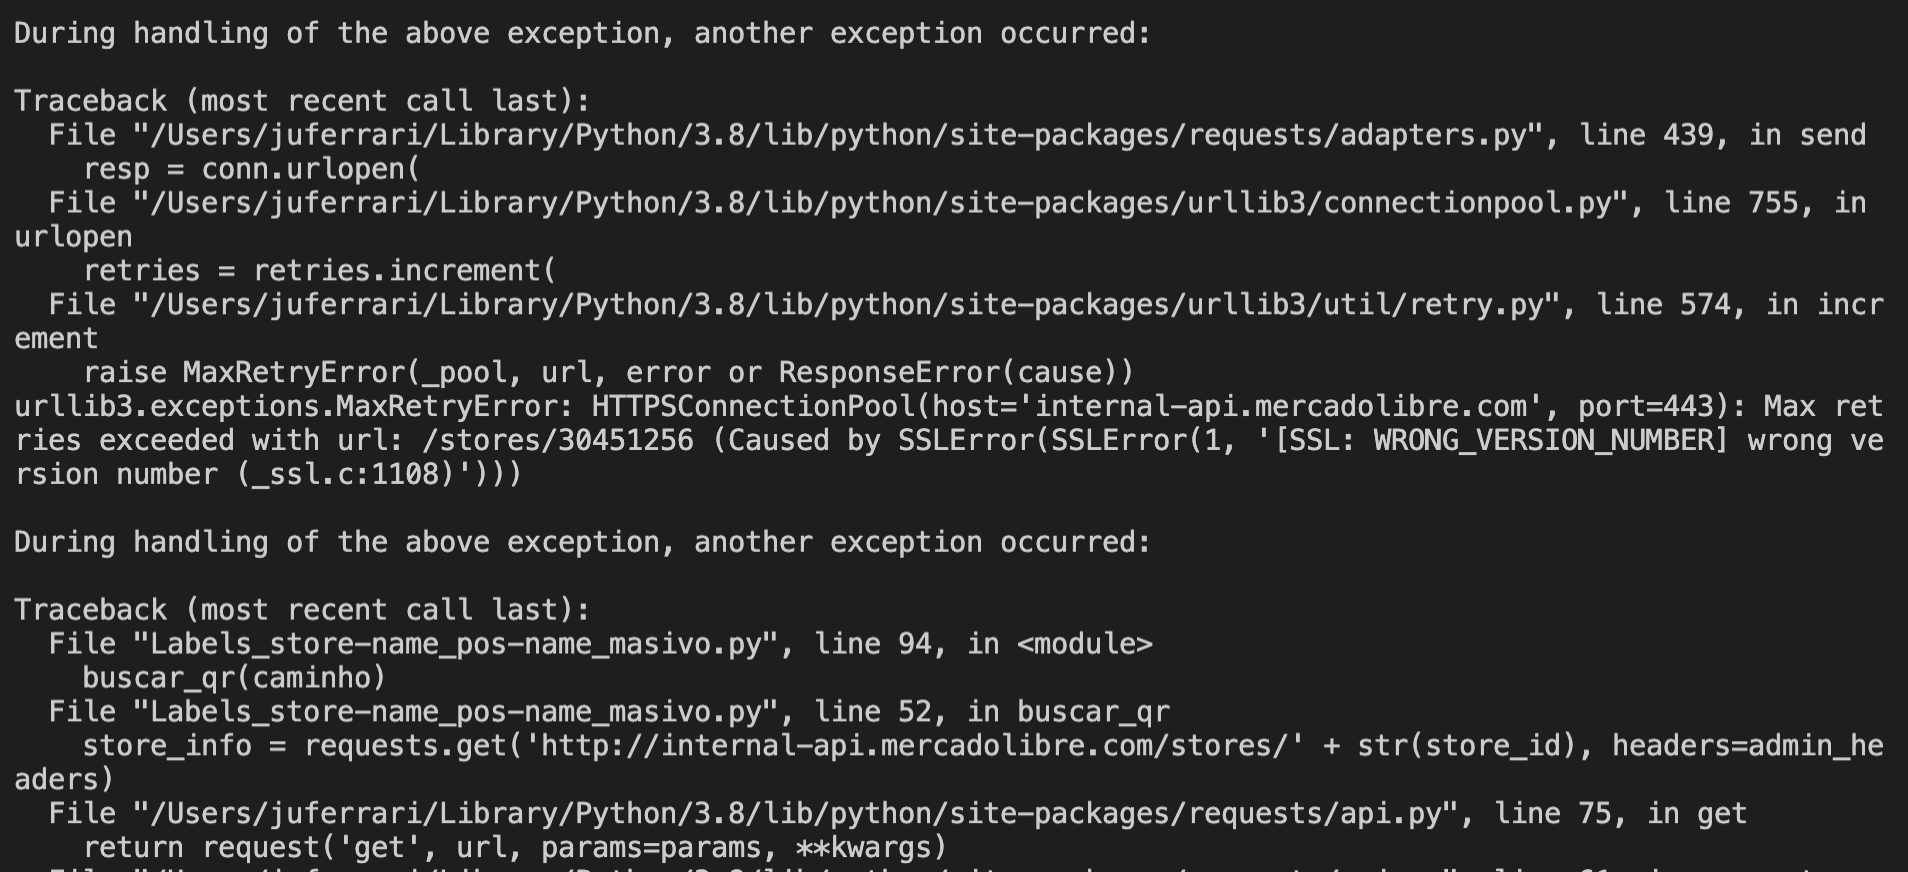 During handling of the above exception, another exception occurred:
Traceback (most recent call last):
  File "/Users/juferrari/Library/Python/3.8/lib/python/site-packages/requests/adapters.py", line 439, in send
    resp = conn.urlopen(
  File "/Users/juferrari/Library/Python/3.8/lib/python/site-packages/urllib3/connectionpool.py", line 755, in
urlopen
    retries = retries.increment(
  File "/Users/juferrari/Library/Python/3.8/lib/python/site-packages/urllib3/util/retry.py", line 574, in incr
ement
    raise MaxRetryError(_pool, url, error or ResponseError(cause))
urllib3.exceptions.MaxRetryError: HTTPSConnectionPool(host='internal-api.mercadolibre.com', port=443): Max ret
ries exceeded with url: /stores/30451256 (Caused by SSLError(SSLError(1, '[SSL: WRONG_VERSION_NUMBER] wrong ve
rsion number (_ssl.c:1108)')))
During handling of the above exception, another exception occurred:
Traceback (most recent call last):
  File "Labels_store-name_pos-name_masivo.py", line 94, in <module>
    buscar_qr(caminho)
  File "Labels_store-name_pos-name_masivo.py", line 52, in buscar_qr
    store_info = requests.get('http://internal-api.mercadolibre.com/stores/' + str(store_id), headers=admin_he
aders)
  File "/Users/juferrari/Library/Python/3.8/lib/python/site-packages/requests/api.py", line 75, in get
    return request('get', url, params=params, **kwargs)